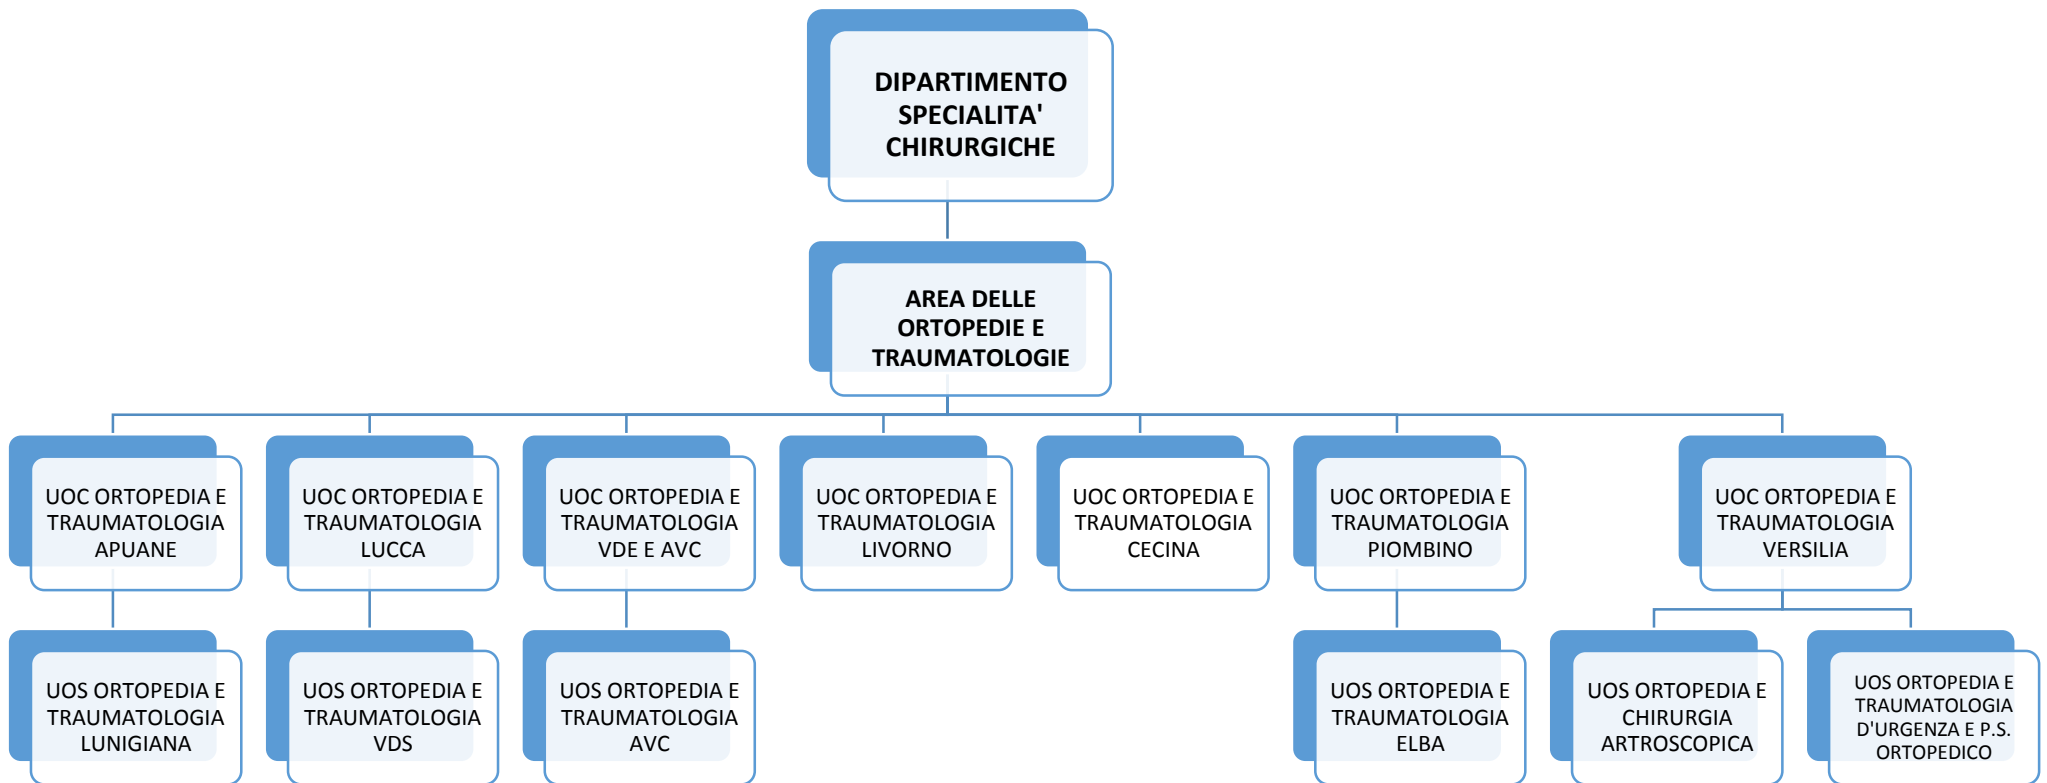 DIPARTIMENTO
SPECIALITA'
CHIRURGICHE
AREA DELLE
ORTOPEDIE E
TRAUMATOLOGIE
UOC ORTOPEDIA E
TRAUMATOLOGIA
APUANE
UOC ORTOPEDIA E
TRAUMATOLOGIA
LUCCA
UOC ORTOPEDIA E
TRAUMATOLOGIA
VDE E AVC
UOC ORTOPEDIA E
TRAUMATOLOGIA
LIVORNO
UOC ORTOPEDIA E
TRAUMATOLOGIA
CECINA
UOC ORTOPEDIA E
TRAUMATOLOGIA
PIOMBINO
UOC ORTOPEDIA E
TRAUMATOLOGIA
VERSILIA
UOS ORTOPEDIA E
TRAUMATOLOGIA
LUNIGIANA
UOS ORTOPEDIA E
TRAUMATOLOGIA
VDS
UOS ORTOPEDIA E
TRAUMATOLOGIA
AVC
UOS ORTOPEDIA E
TRAUMATOLOGIA
ELBA
UOS ORTOPEDIA E
CHIRURGIA
ARTROSCOPICA
UOS ORTOPEDIA E
TRAUMATOLOGIA
D'URGENZA E P.S.
ORTOPEDICO